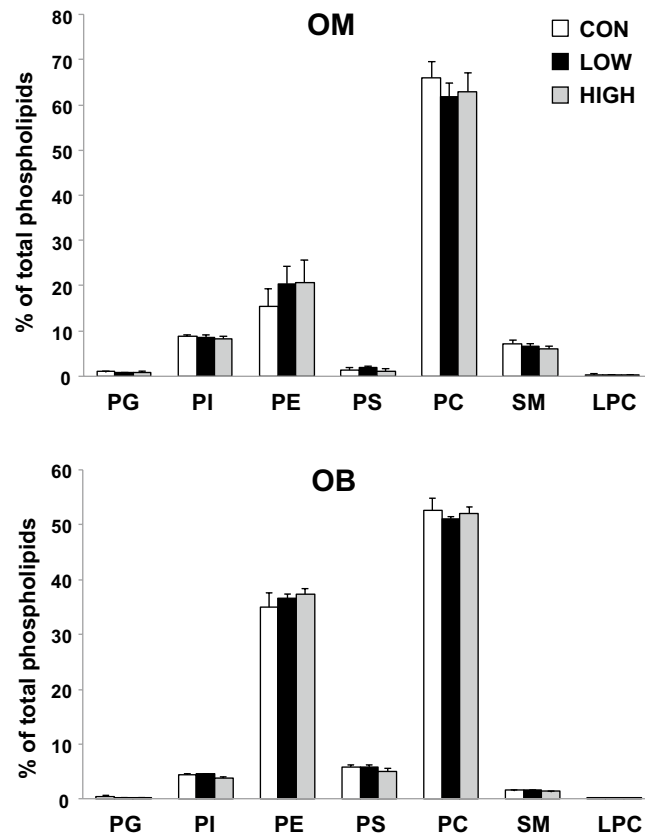 OM
CON
LOW
HIGH
% of total phospholipids
80
70
60
50
40
30
20
10
0
PG PI PE PS PC SM LPC
OB
% of total phospholipids
60
50
40
30
20
10
0
PG PI PE PS PC SM LPC